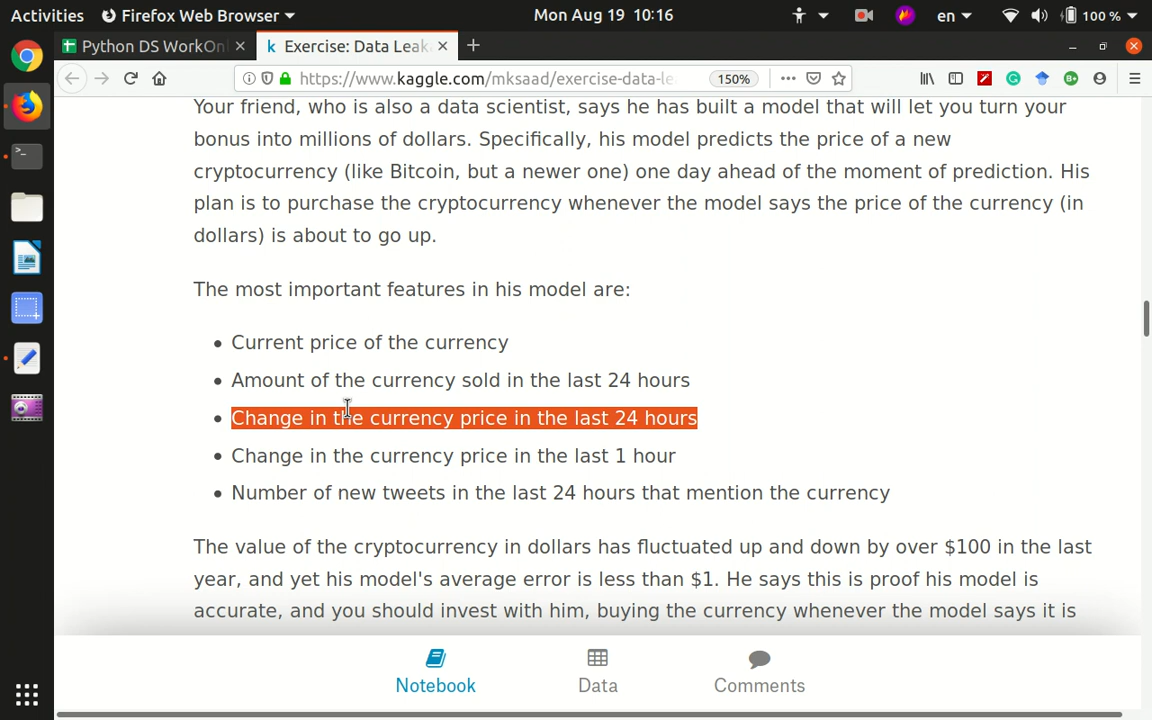 Activities Firefox Web Browser Mon Aug 19 10:16 en 100 %
Python DS WorkOn Exercise: Data Leak
https://www.kaggle.com/mksaad/exercise-data-le 150%
Your friend, who is also a data scientist, says he has built a model that will let you turn your
bonus into millions of dollars. Specifically, his model predicts the price of a new
cryptocurrency (like Bitcoin, but a newer one) one day ahead of the moment of prediction. His
plan is to purchase the cryptocurrency whenever the model says the price of the currency (in
dollars) is about to go up.
The most important features in his model are:
• Current price of the currency
• Amount of the currency sold in the last 24 hours
• Change in the currency price in the last 24 hours
• Change in the currency price in the last 1 hour
• Number of new tweets in the last 24 hours that mention the currency
The value of the cryptocurrency in dollars has fluctuated up and down by over $100 in the last
year, and yet his model's average error is less than $1. He says this is proof his model is
accurate, and you should invest with him, buying the currency whenever the model says it is
Notebook Data Comments